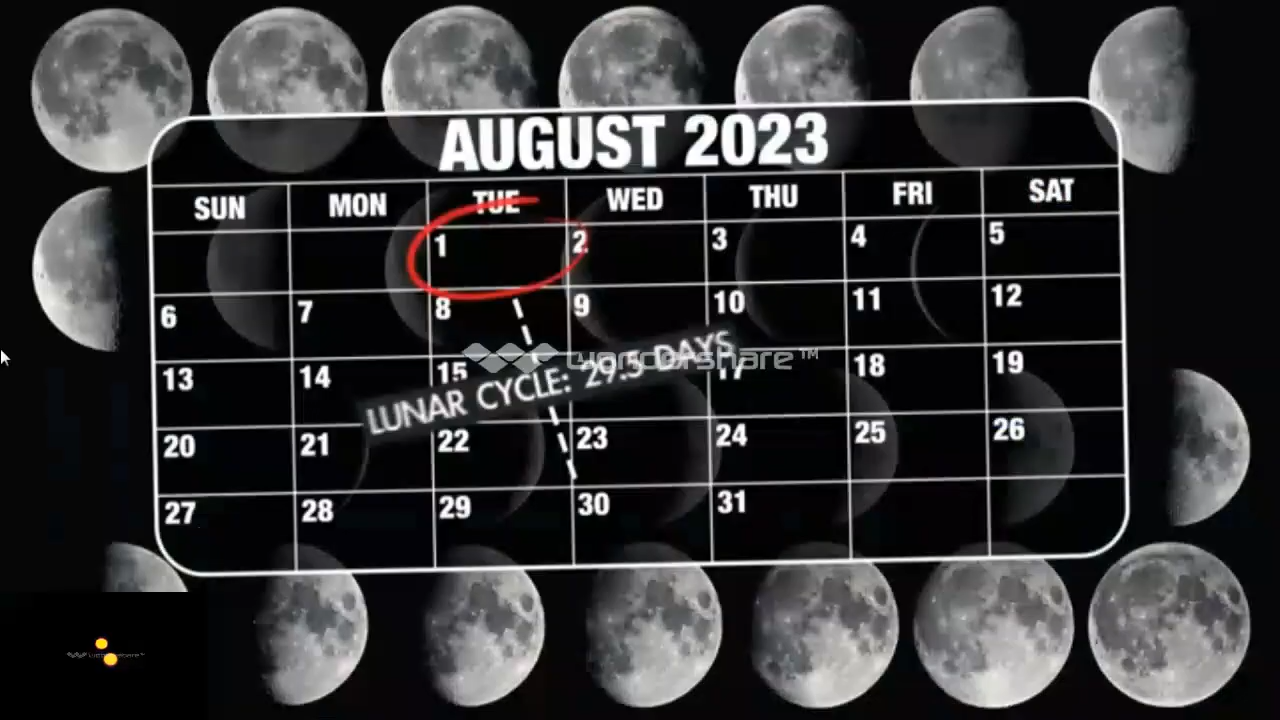 AUGUST 2023
SUN MON TUE WED THU FRI SAT
1 2 3 4 5
6 7 8 9 10 11 12
13 14 15 17 18 19
wondershare™
LUNAR CYCLE: 29.5 DAYS
20 21 22 23 24 25 26
27 28 29 30 31